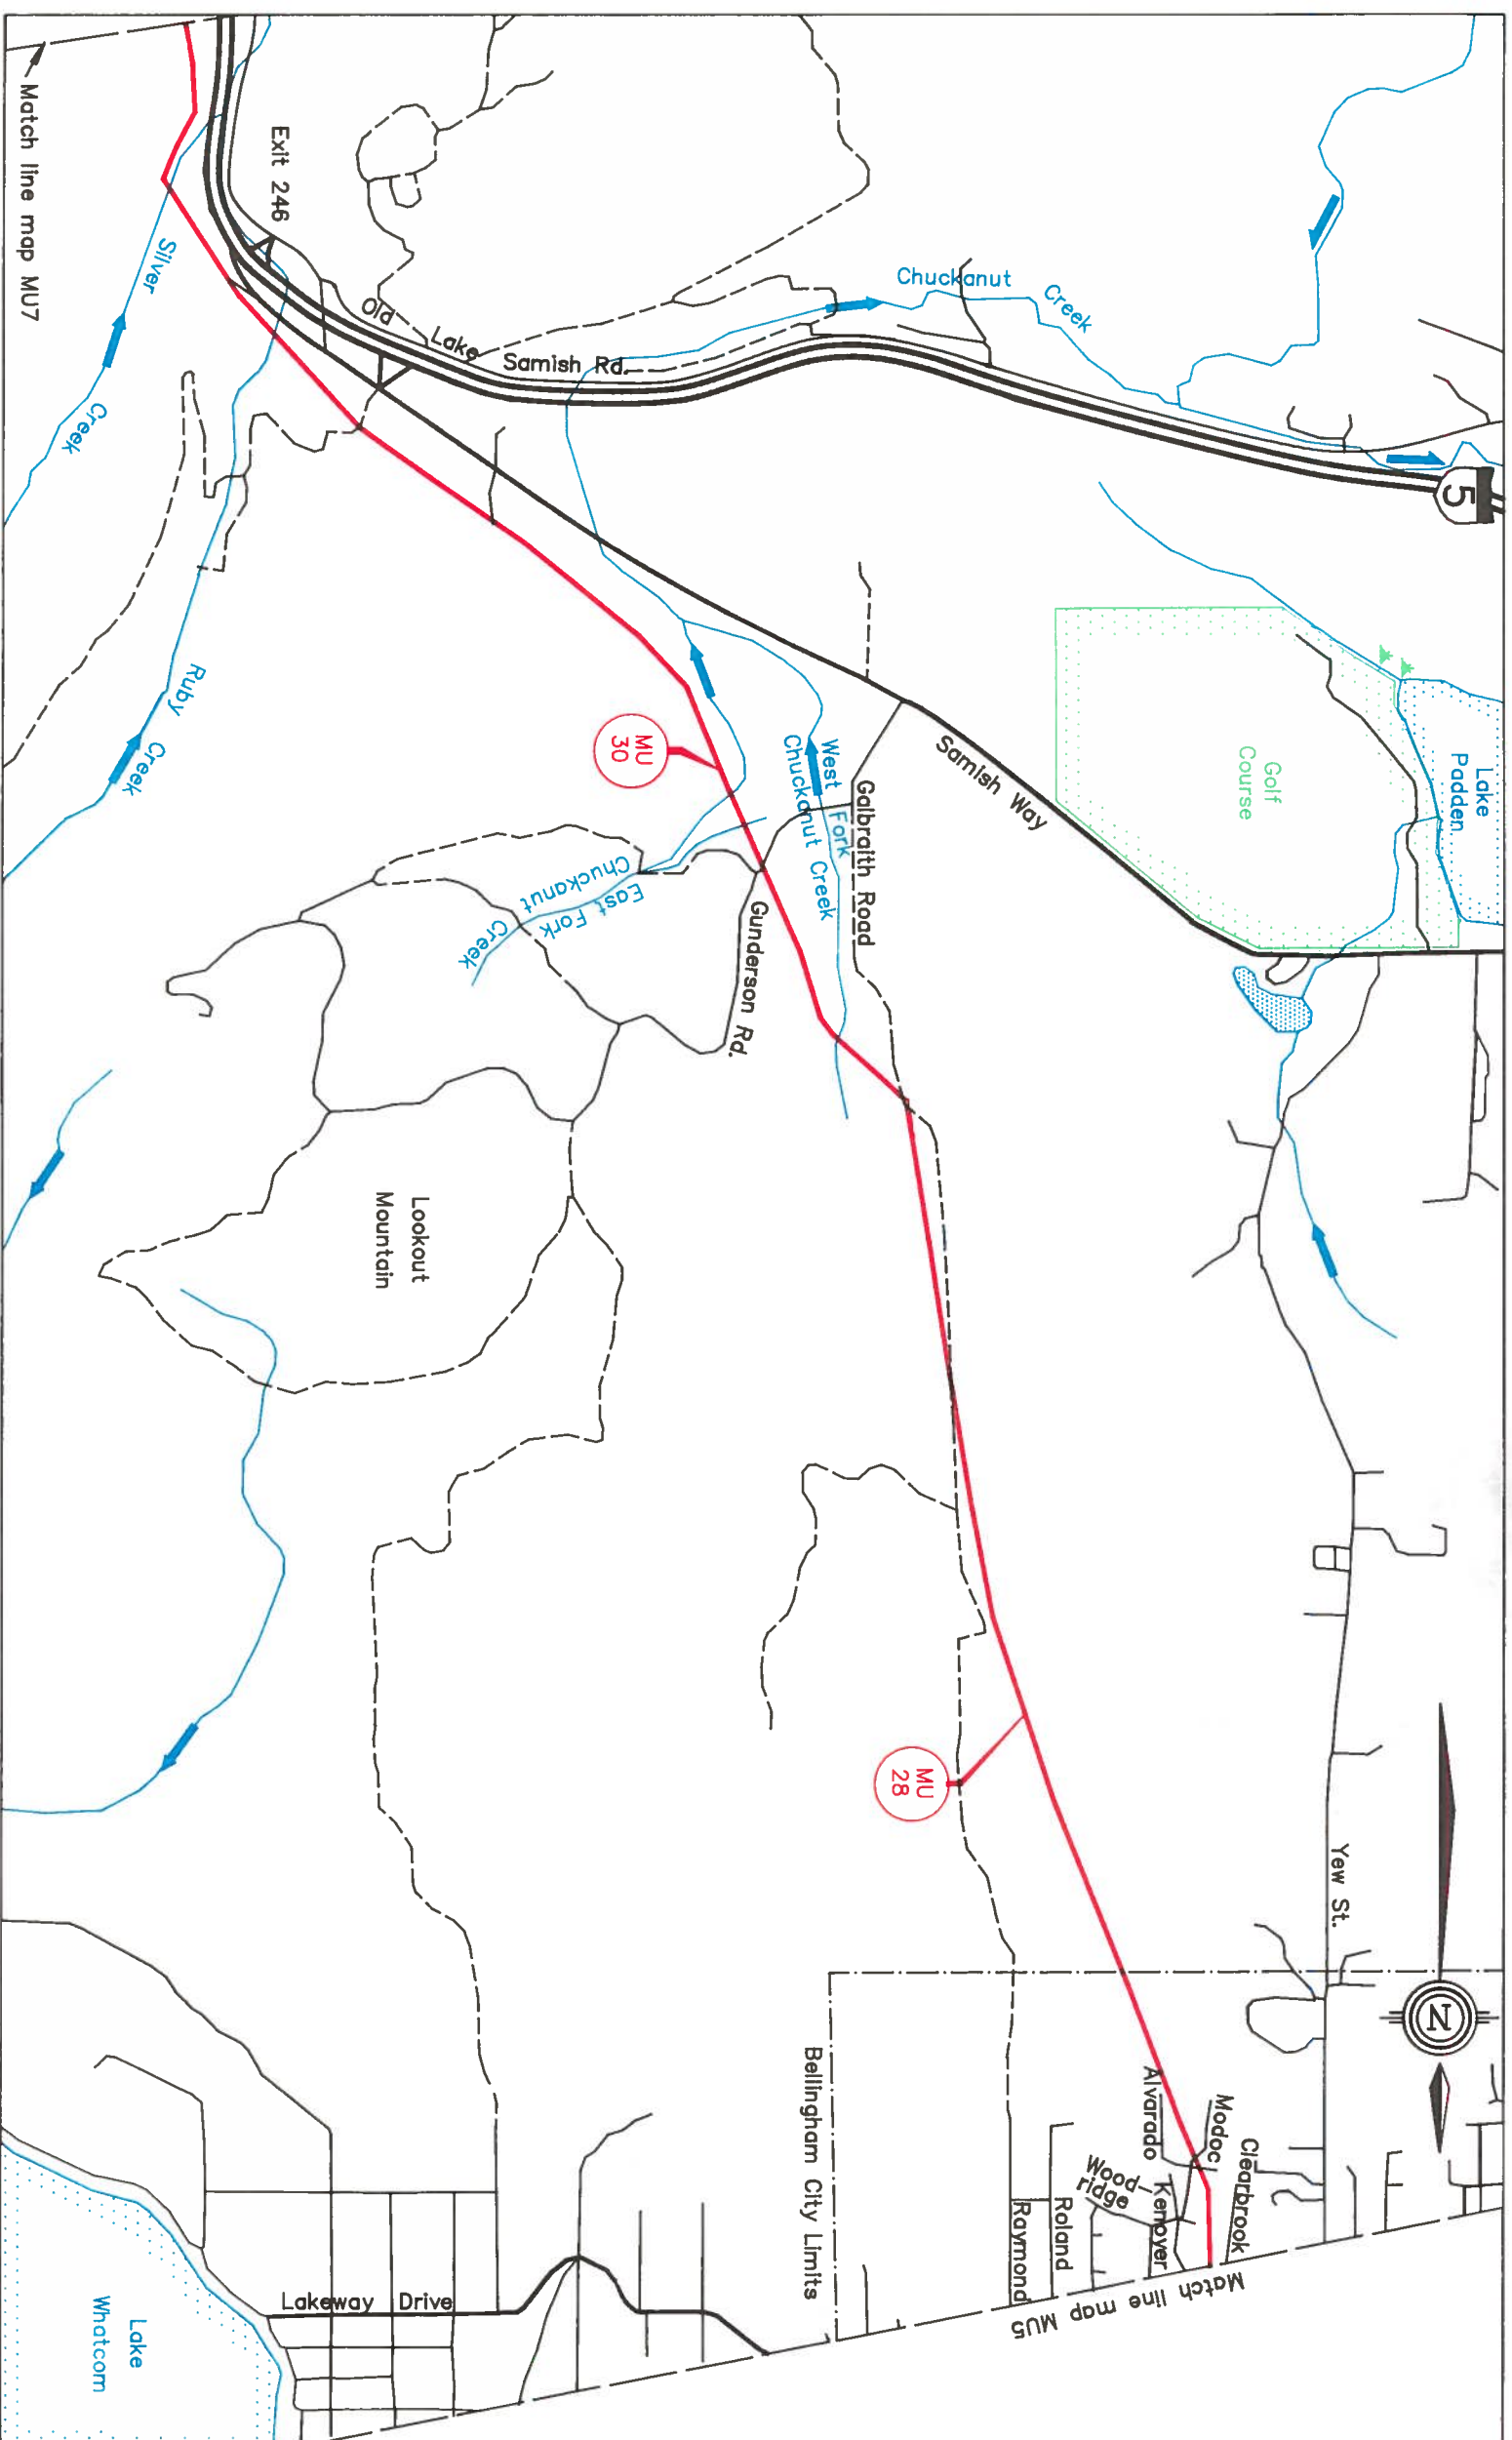 Match line map MU7
Exit 246
Silver
Creek
Old
Lake
Samish Rd.
Chuckanut
Creek
5
Ruby
Creek
MU
30
West
Fork
Chuckanut Creek
Galbraith Road
Samish Way
Golf
Course
Lake
Padden
East Fork
Chuckanut
Creek
Gunderson Rd.
Lookout
Mountain
MU
28
Yew St.
N
Bellingham City Limits
Alvarado
Modoc
Clearbrook
Wood-
ridge
Kenoyer
Roland
Raymond
Match line map MU5
Lakeway Drive
Lake
Whatcom